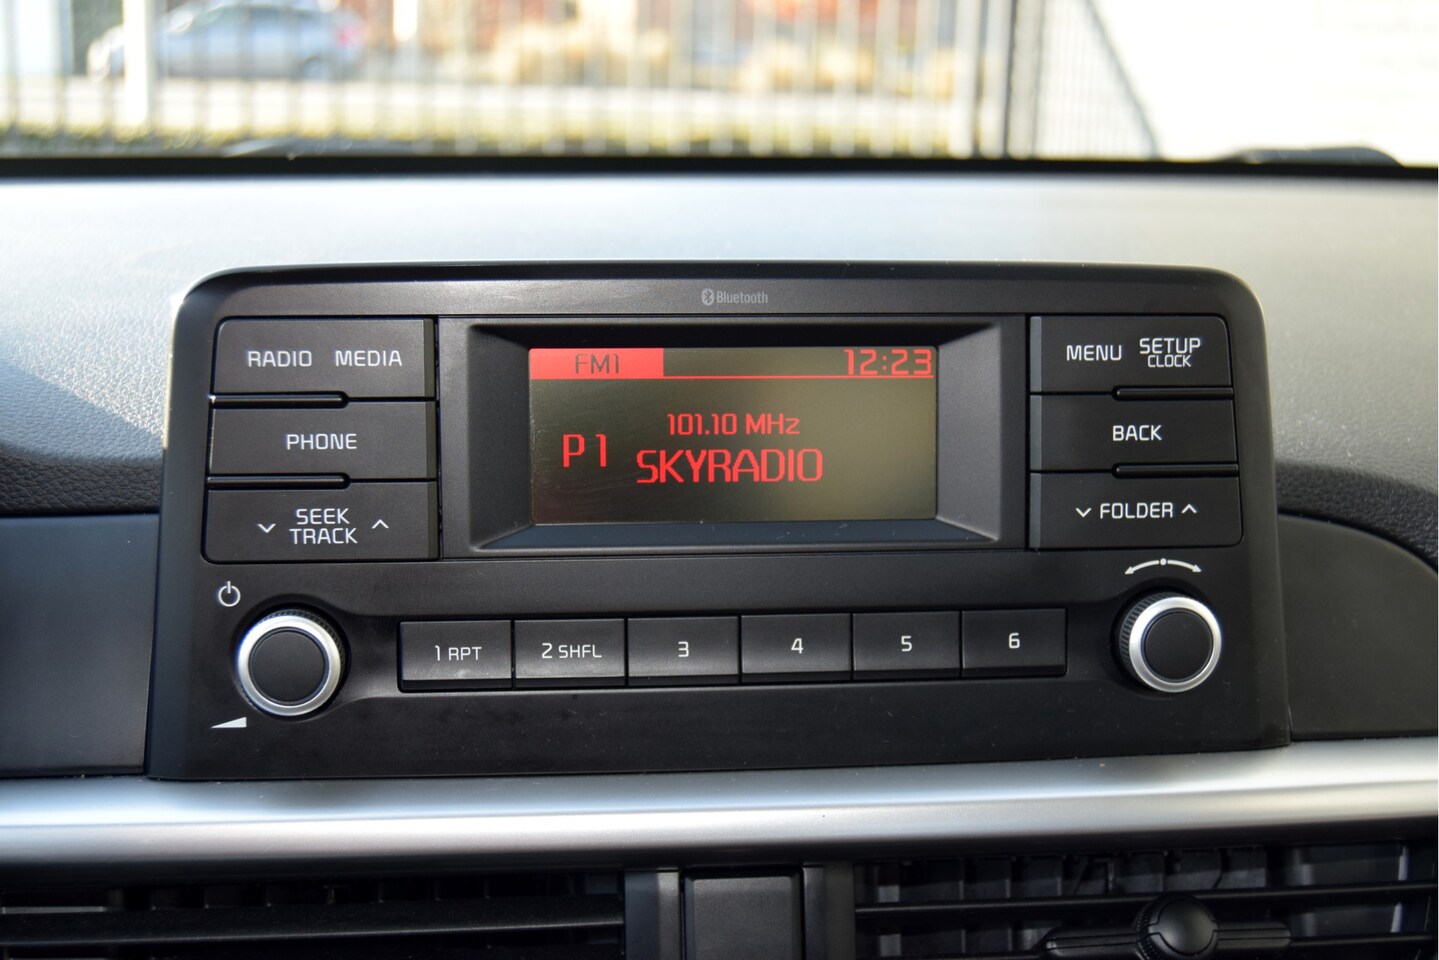 Bluetooth
RADIO MEDIA
PHONE
SEEK
TRACK
FM1 12:23
101.10 MHz
P1 SKYRADIO
MENU SETUP
CLOCK
BACK
FOLDER
1 RPT 2 SHFL 3 4 5 6